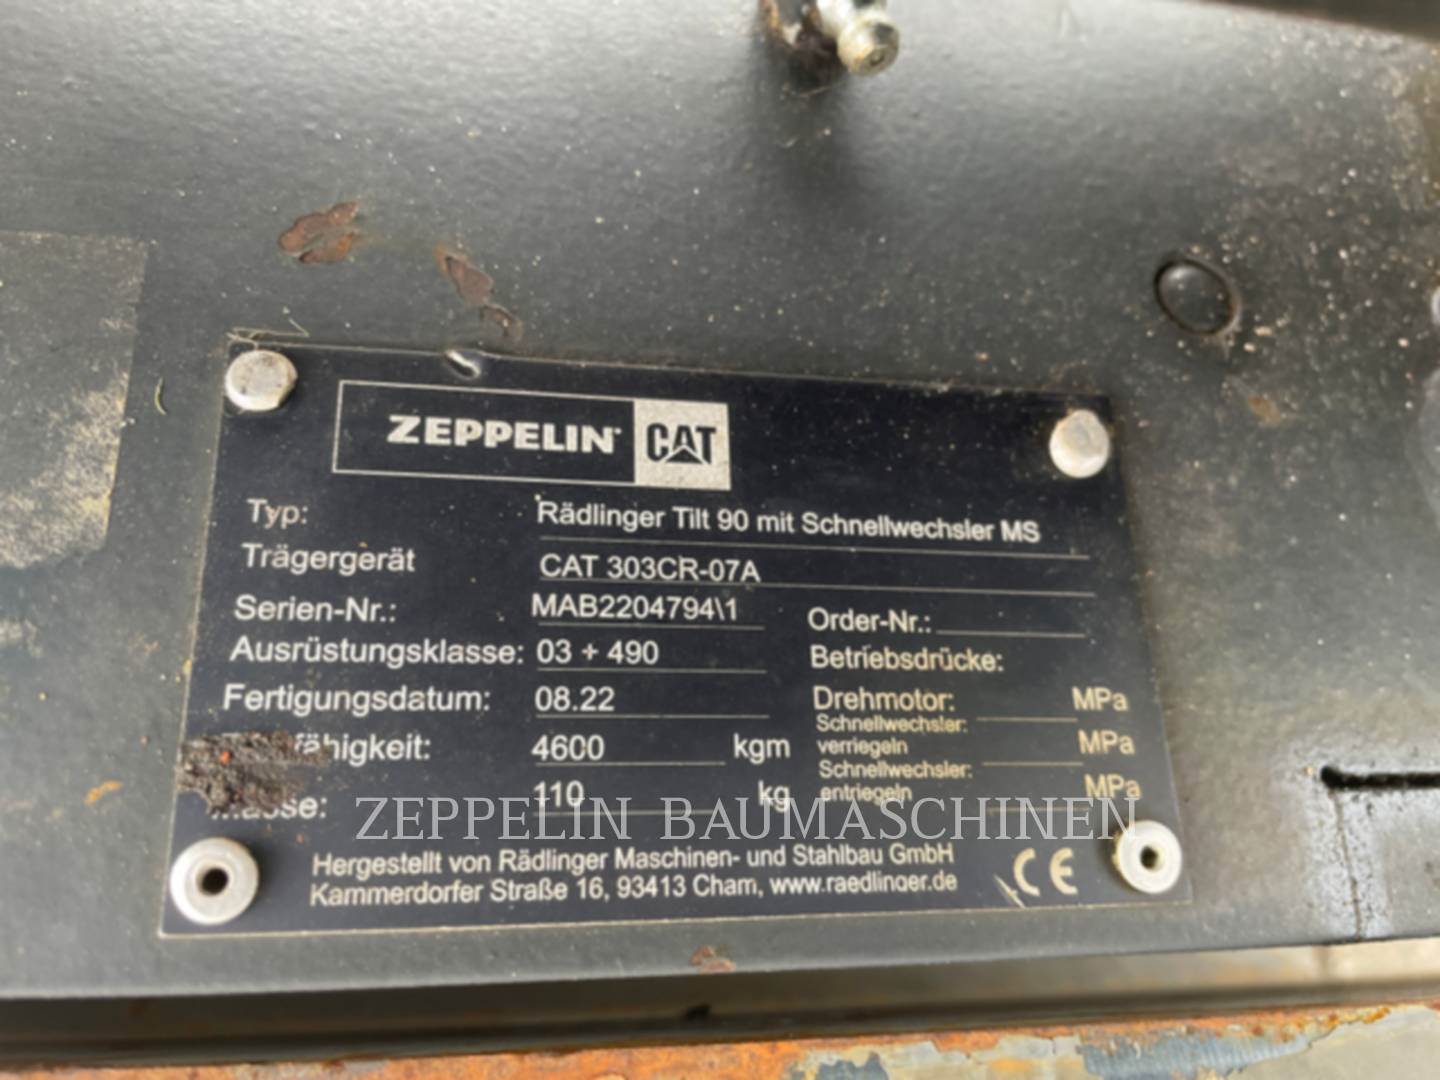 ZEPPELIN CAT
Typ: Rädlinger Tilt 90 mit Schnellwechsler MS
Trägergerät CAT 303CR-07A
Serien-Nr.: MAB2204794\1 Order-Nr.:
Ausrüstungsklasse: 03 + 490 Betriebsdrücke:
Fertigungsdatum: 08.22 Drehmotor: MPa
4600 kgm Schnellwechsler: verriegeln MPa
110 kg Schnellwechsler: entriegeln MPa
ZEPPELIN BAUMASCHINEN
Hergestellt von Rädlinger Maschinen- und Stahlbau GmbH
Kammerdorfer Straße 16, 93413 Cham, www.raedlinger.de
CE